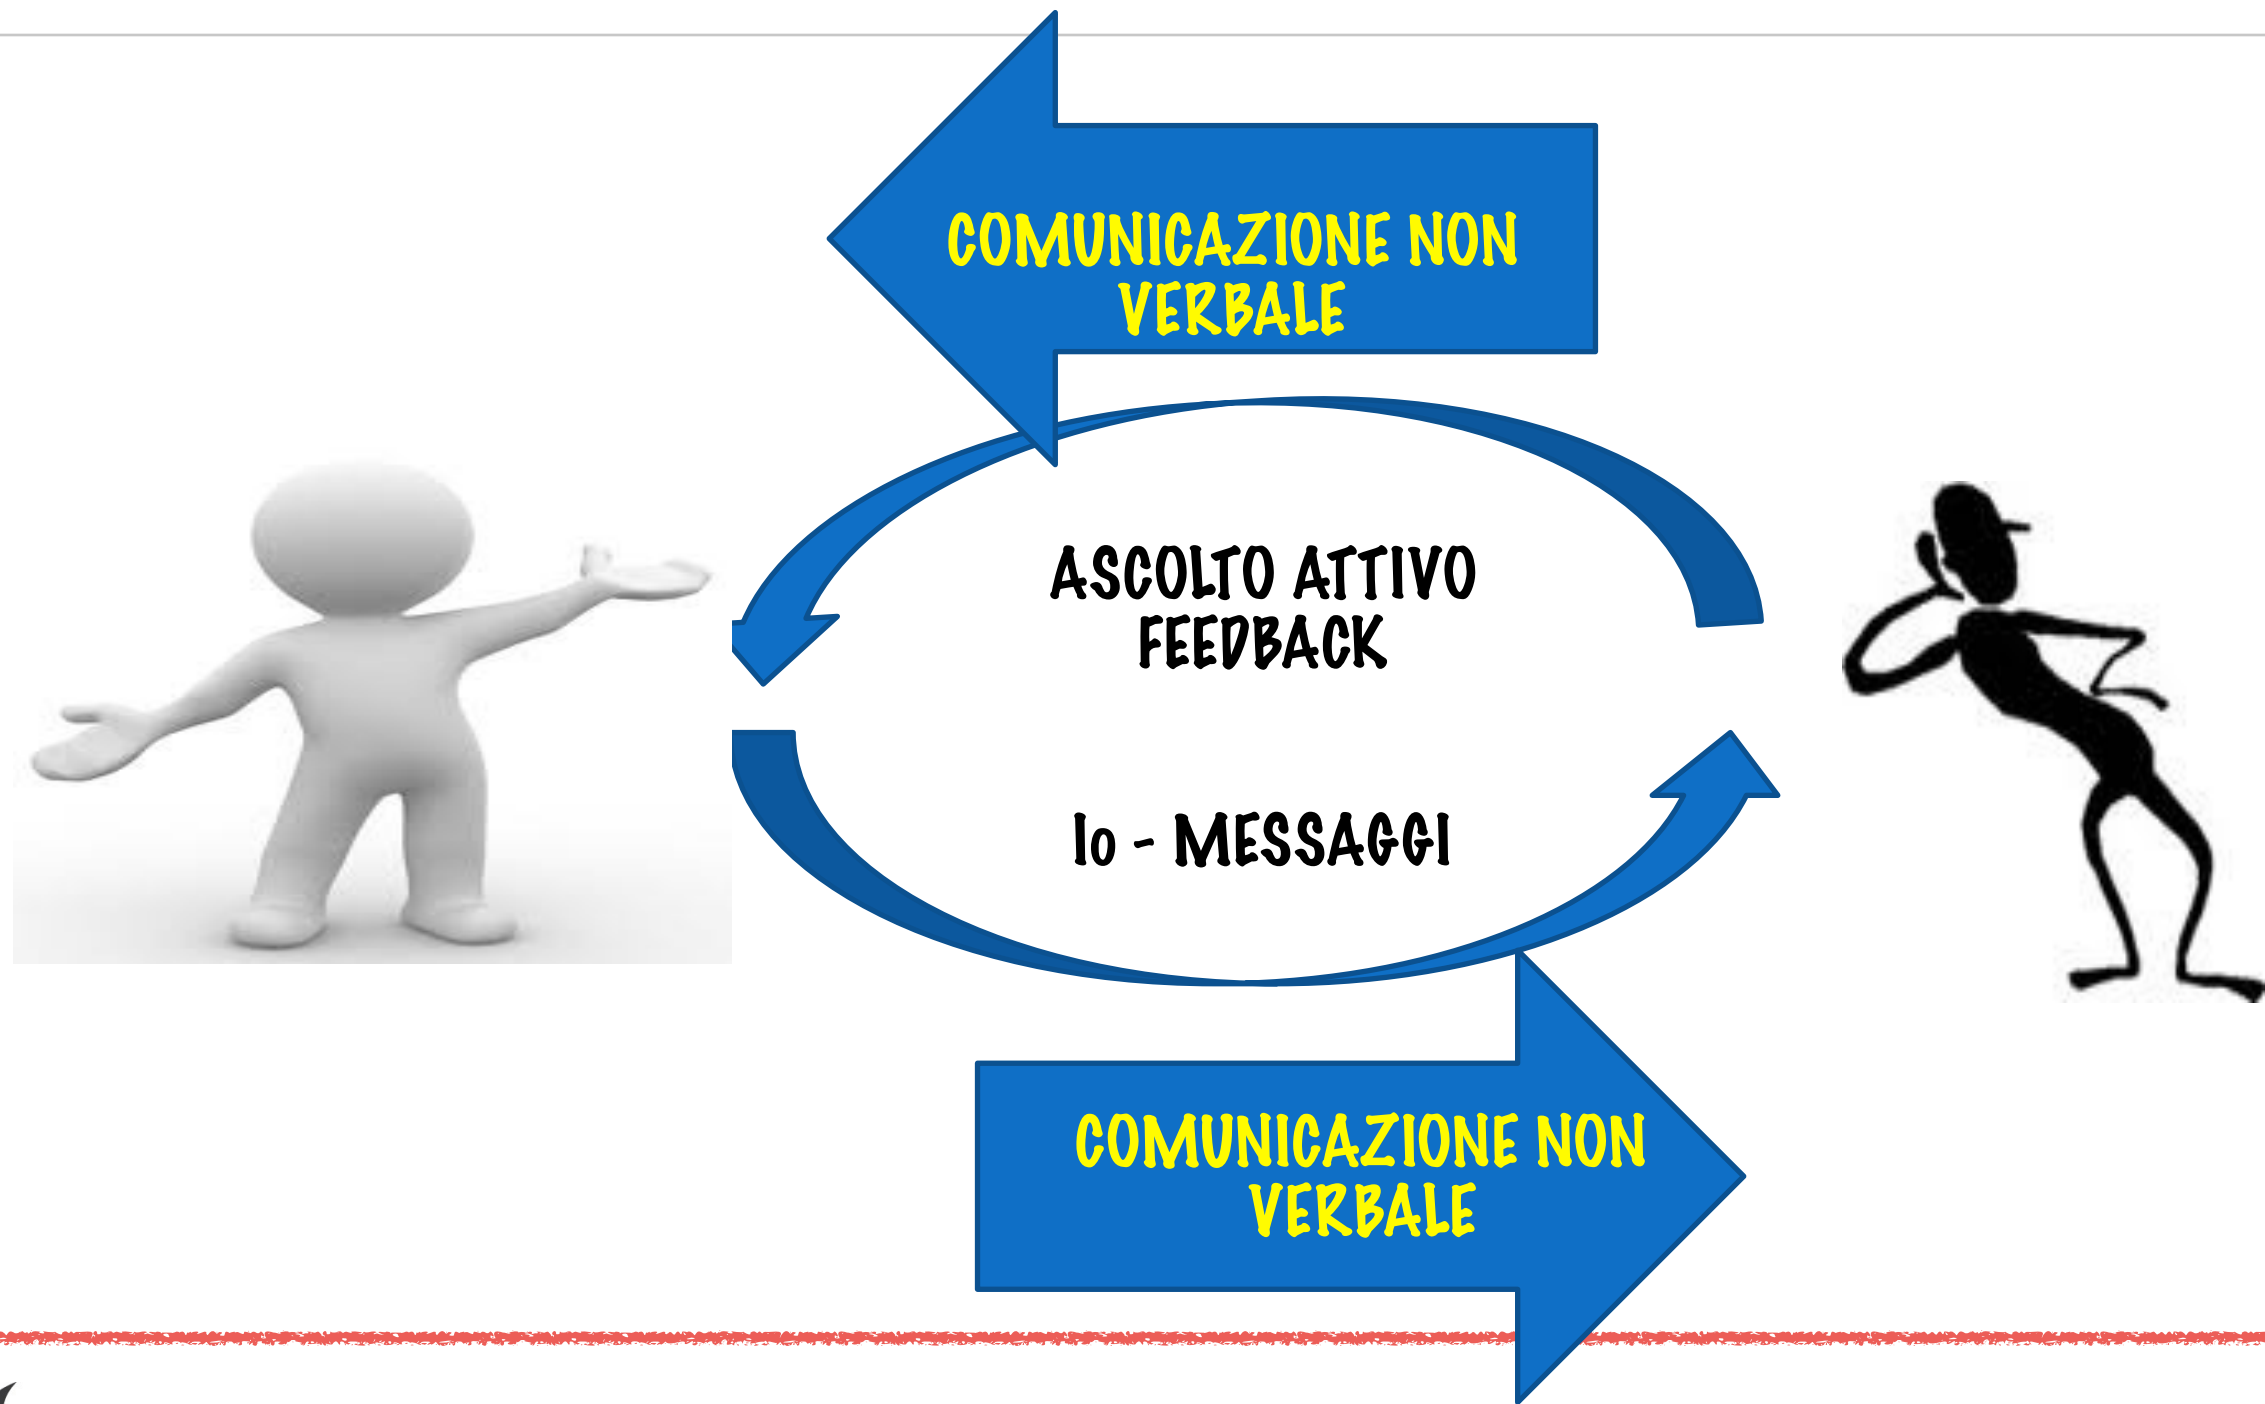 COMUNICAZIONE NON
VERBALE
ASCOLTO ATTIVO
FEEDBACK
Io - MESSAGGI
COMUNICAZIONE NON
VERBALE